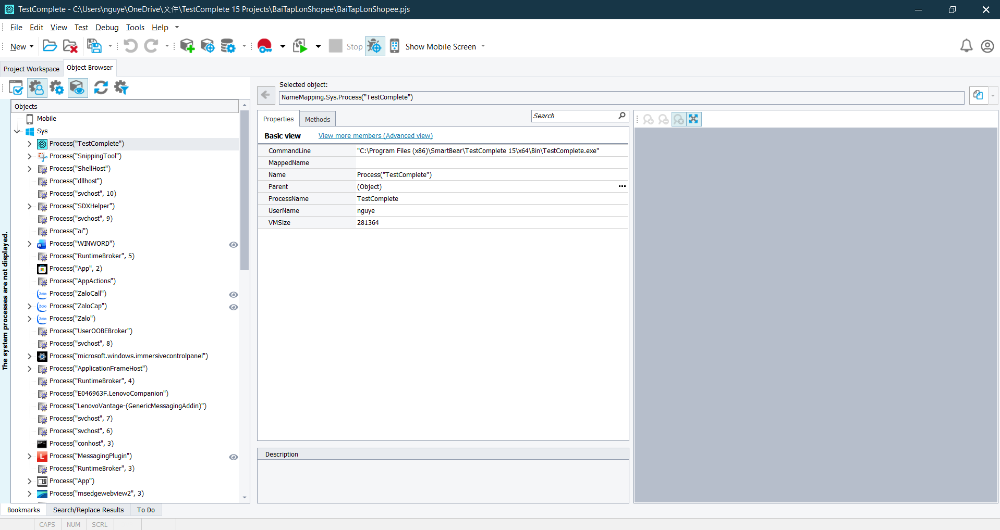 TestComplete - C:\Users\nguye\OneDrive\文件\TestComplete 15 Projects\BaiTapLonShopee\BaiTapLonShopee.pjs
File Edit View Test Debug Tools Help
New Stop Show Mobile Screen
Project Workspace Object Browser
Selected object:
NameMapping.Sys.Process("TestComplete")
The system processes are not displayed.
Objects
Mobile
Sys
Process("TestComplete")
Process("SnippingTool")
Process("ShellHost")
Process("dllhost")
Process("svchost", 10)
Process("SDXHelper")
Process("svchost", 9)
Process("ai")
Process("WINWORD")
Process("RuntimeBroker", 5)
Process("App", 2)
Process("AppActions")
Zalo Process("ZaloCall")
Zalo Process("ZaloCap")
Zalo Process("Zalo")
Process("UserOOBEBroker")
Process("svchost", 8)
Process("microsoft.windows.immersivecontrolpanel")
Process("ApplicationFrameHost")
Process("RuntimeBroker", 4)
Process("E046963F.LenovoCompanion")
Process("LenovoVantage-(GenericMessagingAddin)")
Process("svchost", 7)
Process("svchost", 6)
Process("conhost", 3)
L Process("MessagingPlugin")
Process("RuntimeBroker", 3)
Process("App")
Process("msedgewebview2", 3)
Properties Methods Search
Basic view View more members (Advanced view)
CommandLine "C:\Program Files (x86)\SmartBear\TestComplete 15\x64\Bin\TestComplete.exe"
MappedName
Name Process("TestComplete")
Parent (Object) ...
ProcessName TestComplete
UserName nguye
VMSize 281364
Description
Bookmarks Search/Replace Results To Do
CAPS NUM SCRL